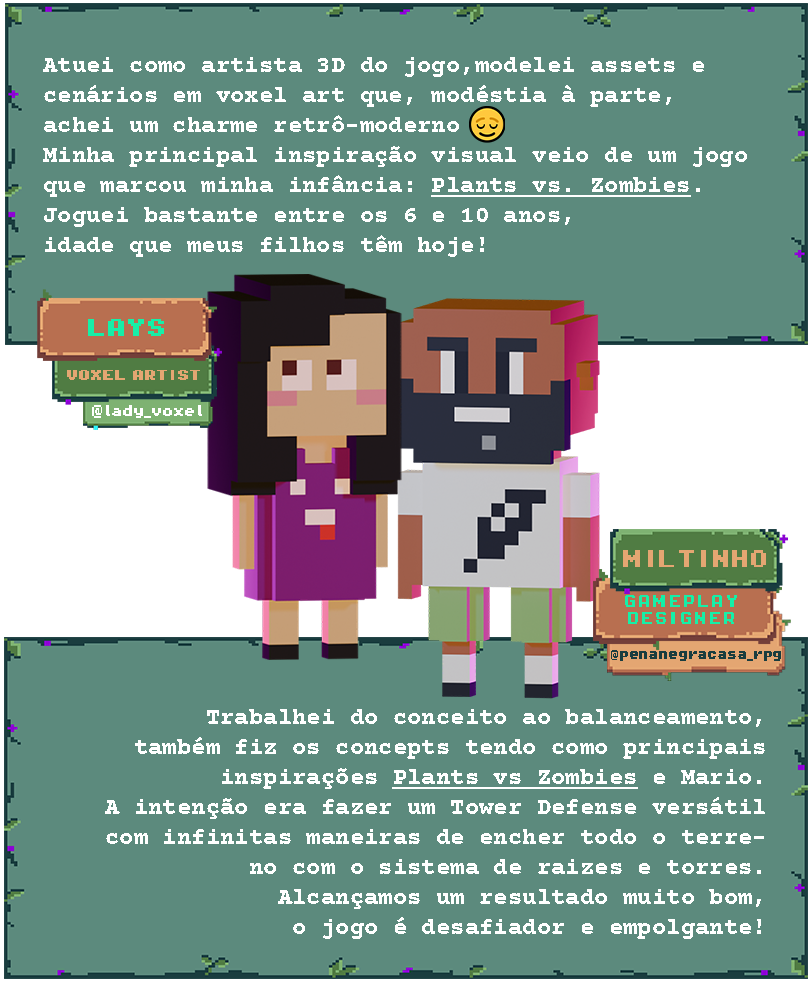 Atuei como artista 3D do jogo,modelei assets e
cenários em voxel art que, modéstia à parte,
achei um charme retrô-moderno 😌
Minha principal inspiração visual veio de um jogo
que marcou minha infância: Plants vs. Zombies.
Joguei bastante entre os 6 e 10 anos,
idade que meus filhos têm hoje!
LAYS
VOXEL ARTIST
@lady_voxel
MILTINHO
GAMEPLAY
DESIGNER
@penanegracasa_rpg
Trabalhei do conceito ao balanceamento,
também fiz os concepts tendo como principais
inspirações Plants vs Zombies e Mario.
A intenção era fazer um Tower Defense versátil
com infinitas maneiras de encher todo o terre-
no com o sistema de raizes e torres.
Alcançamos um resultado muito bom,
o jogo é desafiador e empolgante!